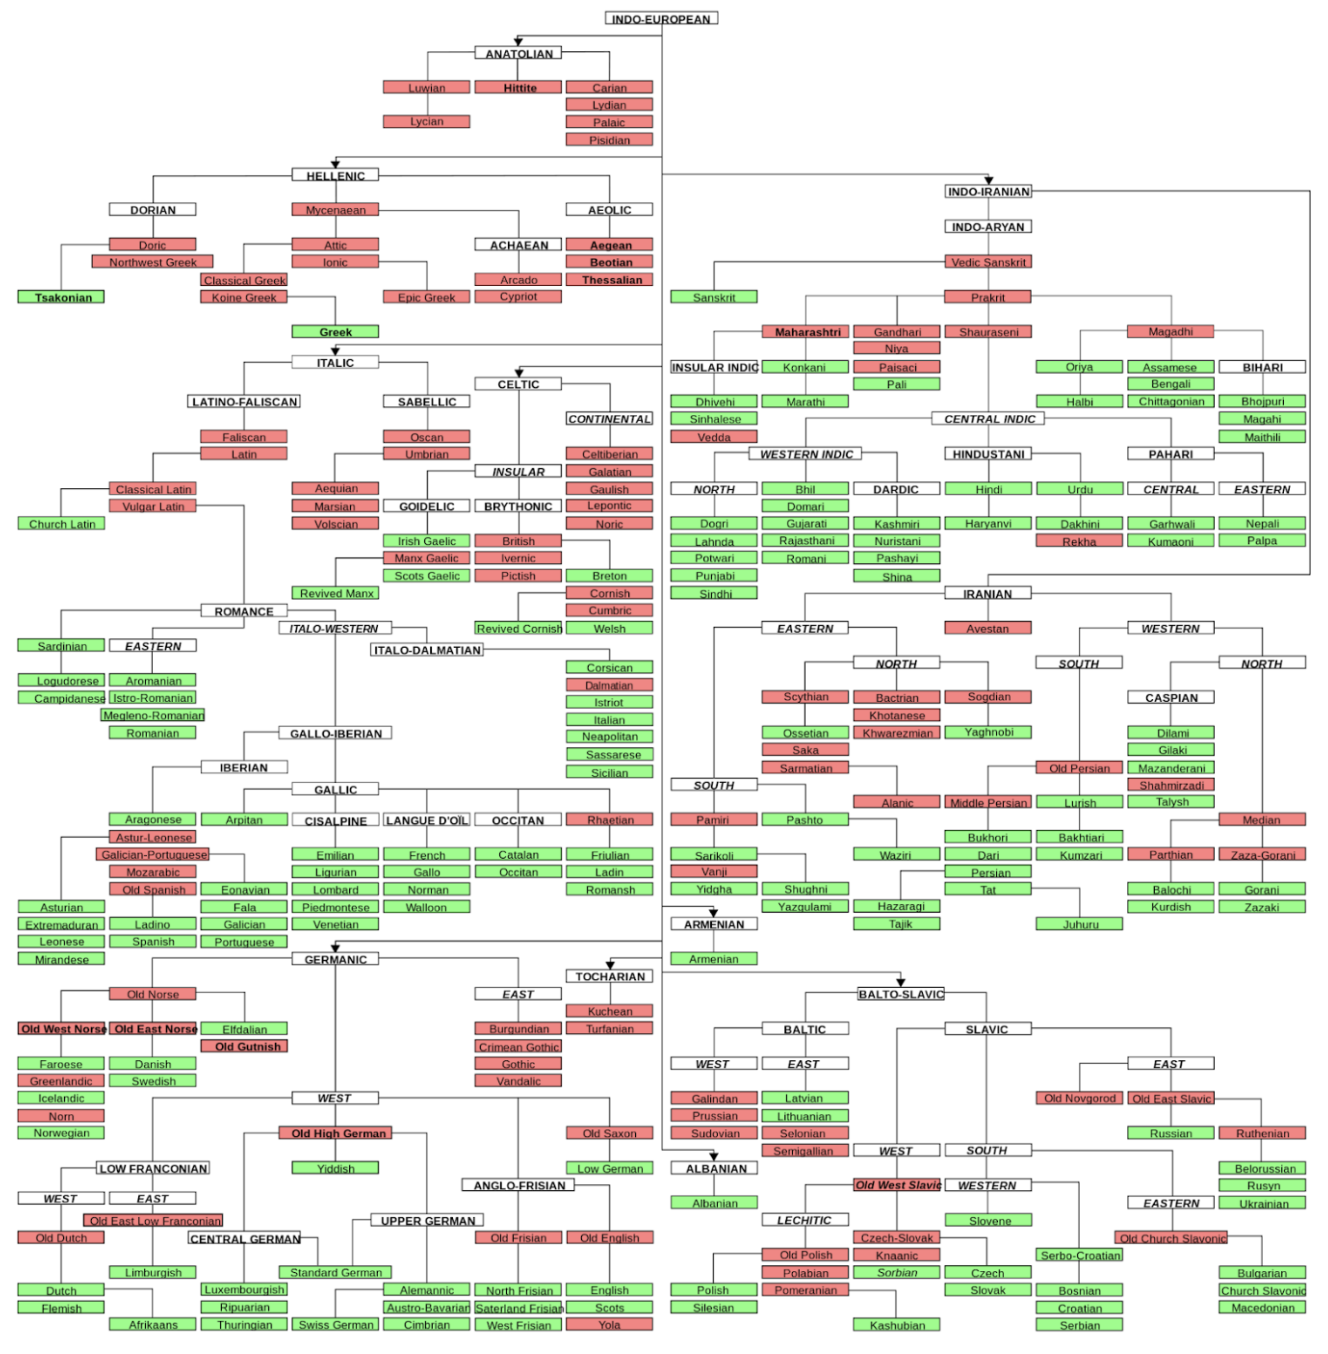 INDO-EUROPEAN
ANATOLIAN
Luwian
Hittite
Carian
Lydian
Lycian
Palaic
Pisidian
HELLENIC
DORIAN
Mycenaean
AEOLIC
Doric
Attic
ACHAEAN
Aegean
Northwest Greek
Ionic
Beotian
Classical Greek
Arcado
Thessalian
Tsakonian
Koine Greek
Epic Greek
Cypriot
Greek
ITALIC
LATINO-FALISCAN
SABELLIC
Faliscan
Oscan
Latin
Umbrian
Classical Latin
Aequian
Vulgar Latin
Marsian
Church Latin
Volscian
CELTIC
CONTINENTAL
Celtiberian
INSULAR
Galatian
Gaulish
GOIDELIC
BRYTHONIC
Lepontic
Noric
Irish Gaelic
British
Manx Gaelic
Ivernic
Scots Gaelic
Pictish
Breton
Revived Manx
Cornish
Cumbric
Revived Cornish
Welsh
ROMANCE
ITALO-WESTERN
Sardinian
EASTERN
ITALO-DALMATIAN
Logudorese
Aromanian
Corsican
Campidanese
Istro-Romanian
Dalmatian
Megleno-Romanian
Istriot
Romanian
Italian
GALLO-IBERIAN
Neapolitan
Sassarese
IBERIAN
Sicilian
GALLIC
Aragonese
Arpitan
CISALPINE
LANGUE D'OÏL
OCCITAN
Rhaetian
Astur-Leonese
Galician-Portuguese
Emilian
French
Catalan
Friulian
Mozarabic
Ligurian
Gallo
Occitan
Ladin
Old Spanish
Eonavian
Lombard
Norman
Romansh
Asturian
Fala
Piedmontese
Walloon
Extremaduran
Ladino
Galician
Venetian
Leonese
Spanish
Portuguese
Mirandese
GERMANIC
TOCHARIAN
Old Norse
EAST
Kuchean
Old West Norse
Old East Norse
Elfdalian
Burgundian
Turfanian
Old Gutnish
Crimean Gothic
Faroese
Danish
Gothic
Greenlandic
Swedish
Vandalic
Icelandic
WEST
Norn
Norwegian
Old High German
Old Saxon
LOW FRANCONIAN
Yiddish
Low German
WEST
EAST
ANGLO-FRISIAN
Old East Low Franconian
UPPER GERMAN
Old Dutch
CENTRAL GERMAN
Old Frisian
Old English
Limburgish
Standard German
Dutch
Luxembourgish
Alemannic
North Frisian
English
Flemish
Ripuarian
Austro-Bavarian
Saterland Frisian
Scots
Afrikaans
Thuringian
Swiss German
Cimbrian
West Frisian
Yola
INDO-IRANIAN
INDO-ARYAN
Vedic Sanskrit
Sanskrit
Prakrit
Maharashtri
Gandhari
Shauraseni
Magadhi
Niya
INSULAR INDIC
Konkani
Paisaci
Oriya
Assamese
BIHARI
Pali
Bengali
Dhivehi
Marathi
Halbi
Chittagonian
Bhojpuri
Sinhalese
CENTRAL INDIC
Magahi
Vedda
Maithili
WESTERN INDIC
HINDUSTANI
PAHARI
NORTH
Bhil
DARDIC
Hindi
Urdu
CENTRAL
EASTERN
Domari
Dogri
Gujarati
Kashmiri
Haryanvi
Dakhini
Garhwali
Nepali
Lahnda
Rajasthani
Nuristani
Rekha
Kumaoni
Palpa
Potwari
Romani
Pashayi
Punjabi
Shina
Sindhi
IRANIAN
EASTERN
Avestan
WESTERN
NORTH
SOUTH
NORTH
Scythian
Bactrian
Sogdian
CASPIAN
Khotanese
Ossetian
Khwarezmian
Yaghnobi
Dilami
Saka
Gilaki
Sarmatian
Old Persian
Mazanderani
SOUTH
Shahmirzadi
Alanic
Middle Persian
Lurish
Talysh
Pamiri
Pashto
Median
Bukhori
Bakhtiari
Sarikoli
Waziri
Dari
Kumzari
Parthian
Zaza-Gorani
Vanji
Persian
Yidgha
Shughni
Tat
Balochi
Gorani
Yazgulami
Hazaragi
Kurdish
Zazaki
ARMENIAN
Tajik
Juhuru
Armenian
BALTO-SLAVIC
BALTIC
SLAVIC
WEST
EAST
EAST
Galindan
Latvian
Old Novgorod
Old East Slavic
Prussian
Lithuanian
Sudovian
Selonian
Russian
Ruthenian
Semigallian
WEST
SOUTH
ALBANIAN
Belorussian
Old West Slavic
WESTERN
Rusyn
Albanian
EASTERN
Ukrainian
LECHITIC
Slovene
Czech-Slovak
Old Church Slavonic
Old Polish
Knaanic
Serbo-Croatian
Polabian
Sorbian
Czech
Bulgarian
Polish
Pomeranian
Slovak
Bosnian
Church Slavonic
Silesian
Croatian
Macedonian
Kashubian
Serbian